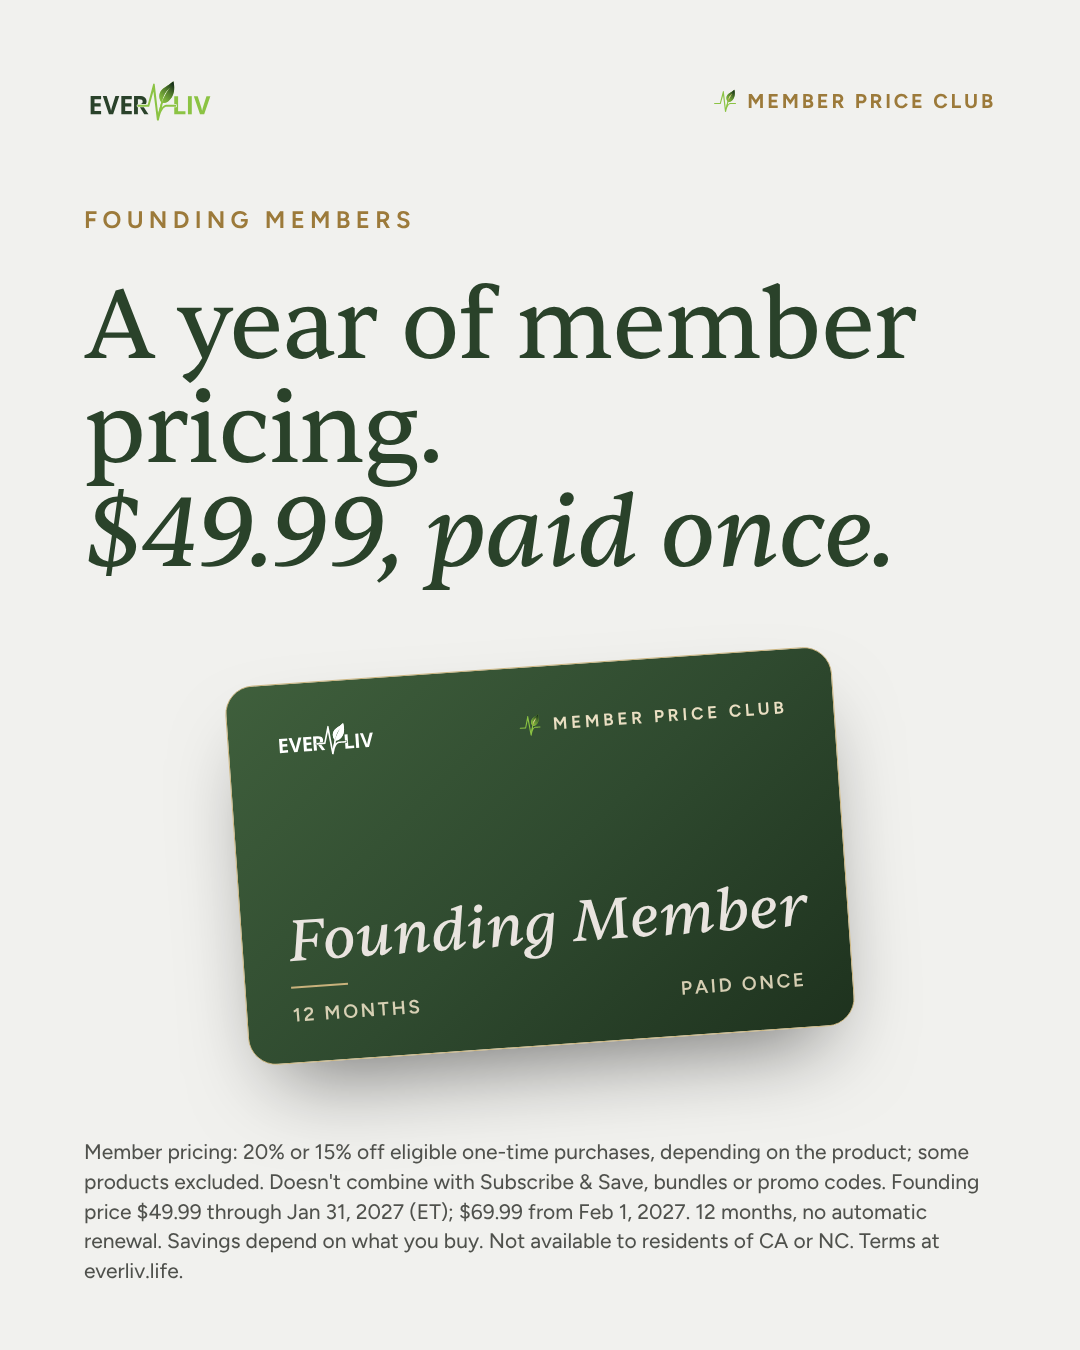 EVERLIV
MEMBER PRICE CLUB
FOUNDING MEMBERS
A year of member
pricing.
$49.99, paid once.
EVERLIV
MEMBER PRICE CLUB
Founding Member
12 MONTHS
PAID ONCE
Member pricing: 20% or 15% off eligible one-time purchases, depending on the product; some
products excluded. Doesn't combine with Subscribe & Save, bundles or promo codes. Founding
price $49.99 through Jan 31, 2027 (ET); $69.99 from Feb 1, 2027. 12 months, no automatic
renewal. Savings depend on what you buy. Not available to residents of CA or NC. Terms at
everliv.life.